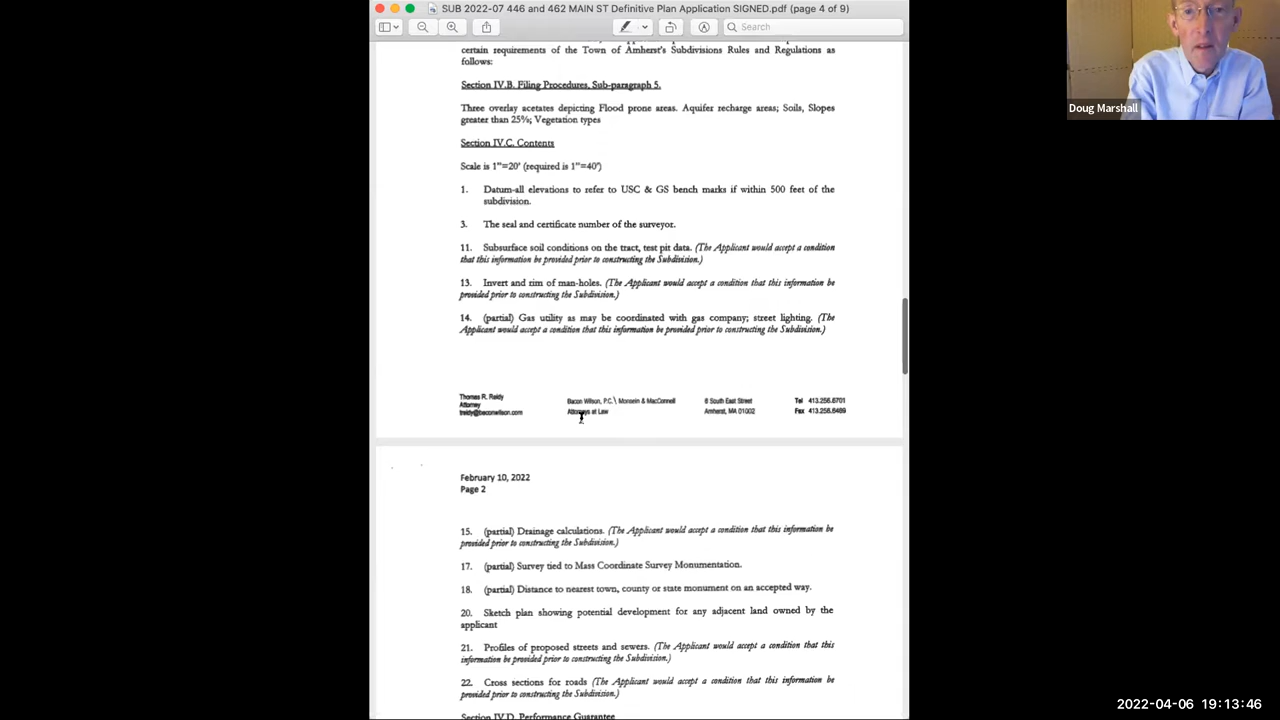 SUB 2022-07 446 and 462 MAIN ST Definitive Plan Application SIGNED.pdf (page 4 of 9)
Search
certain requirements of the Town of Amherst's Subdivisions Rules and Regulations as
follows:
Section IV.B. Filing Procedures, Sub-paragraph 5.
Three overlay acetates depicting Flood prone areas. Aquifer recharge areas; Soils, Slopes
greater than 25%; Vegetation types
Section IV.C. Contents
Scale is 1"=20' (required is 1"=40')
1. Datum-all elevations to refer to USC & GS bench marks if within 500 feet of the
subdivision.
3. The seal and certificate number of the surveyor.
11. Subsurface soil conditions on the tract, test pit data. (The Applicant would accept a condition
that this information be provided prior to constructing the Subdivision.)
13. Invert and rim of man-holes. (The Applicant would accept a condition that this information be
provided prior to constructing the Subdivision.)
14. (partial) Gas utility as may be coordinated with gas company; street lighting. (The
Applicant would accept a condition that this information be provided prior to constructing the Subdivision.)
Thomas R. Reidy
Attorney
treidy@baconwilson.com
Bacon Wilson, P.C.\ Monsein & MacConnell
Attorneys at Law
6 South East Street
Amherst, MA 01002
Tel 413.256.6701
Fax 413.256.6469
February 10, 2022
Page 2
15. (partial) Drainage calculations. (The Applicant would accept a condition that this information be
provided prior to constructing the Subdivision.)
17. (partial) Survey tied to Mass Coordinate Survey Monumentation.
18. (partial) Distance to nearest town, county or state monument on an accepted way.
20. Sketch plan showing potential development for any adjacent land owned by the
applicant
21. Profiles of proposed streets and sewers. (The Applicant would accept a condition that this
information be provided prior to constructing the Subdivision.)
22. Cross sections for roads (The Applicant would accept a condition that this information be
provided prior to constructing the Subdivision.)
Section IV.D. Performance Guarantee
Doug Marshall
2022-04-06 19:13:46